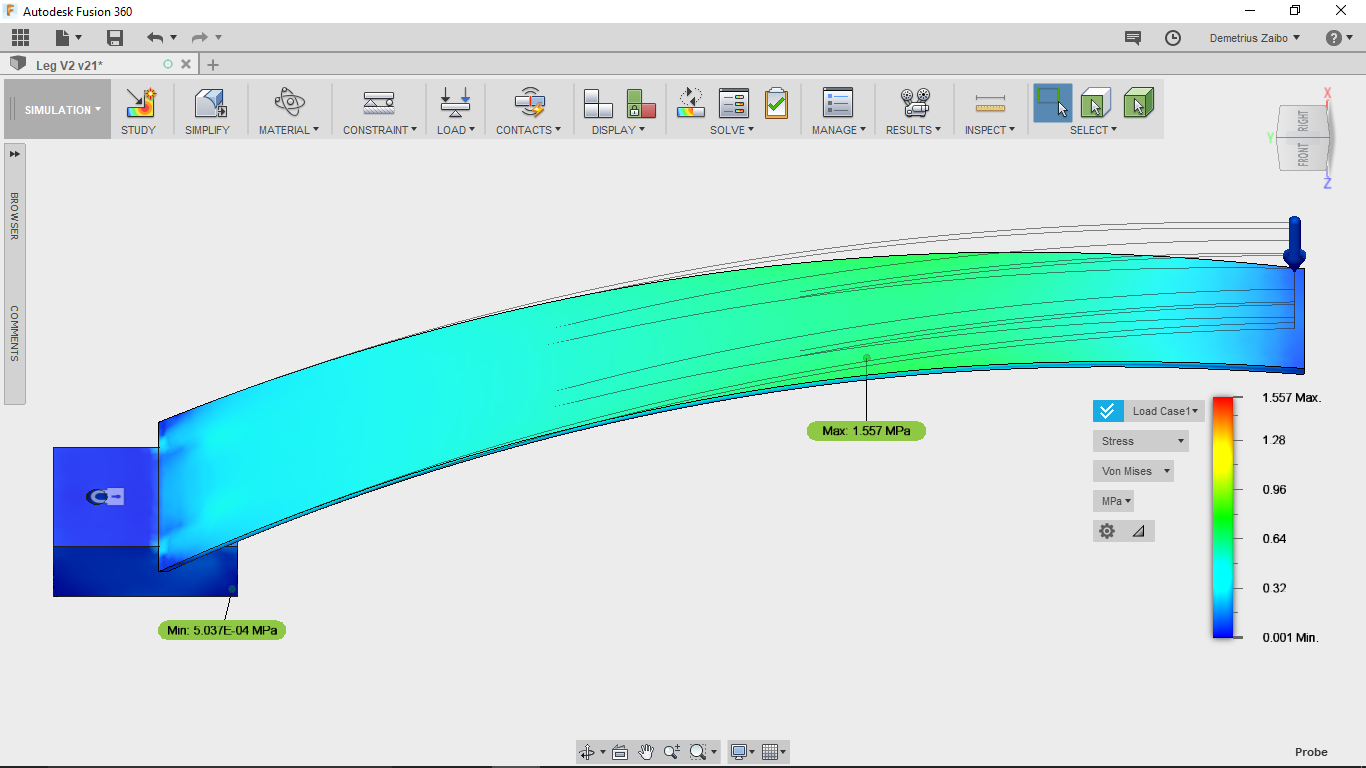 Autodesk Fusion 360
Demetrius Zaibo
Leg V2 v21*
SIMULATION
STUDY
SIMPLIFY
MATERIAL
CONSTRAINT
LOAD
CONTACTS
DISPLAY
SOLVE
MANAGE
RESULTS
INSPECT
SELECT
X
Y
RIGHT
FRONT
Z
BROWSER
COMMENTS
Max: 1.557 MPa
Min: 5.037E-04 MPa
Load Case1
Stress
Von Mises
MPa
1.557 Max.
1.28
0.96
0.64
0.32
0.001 Min.
Probe